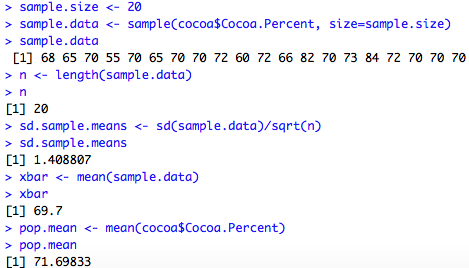 > sample.size <- 20
> sample.data <- sample(cocoa$Cocoa.Percent, size=sample.size)
> sample.data
[1] 68 65 70 55 70 65 70 70 72 60 72 66 82 70 73 84 72 70 70 70
> n <- length(sample.data)
> n
[1] 20
> sd.sample.means <- sd(sample.data)/sqrt(n)
> sd.sample.means
[1] 1.408807
> xbar <- mean(sample.data)
> xbar
[1] 69.7
> pop.mean <- mean(cocoa$Cocoa.Percent)
> pop.mean
[1] 71.69833